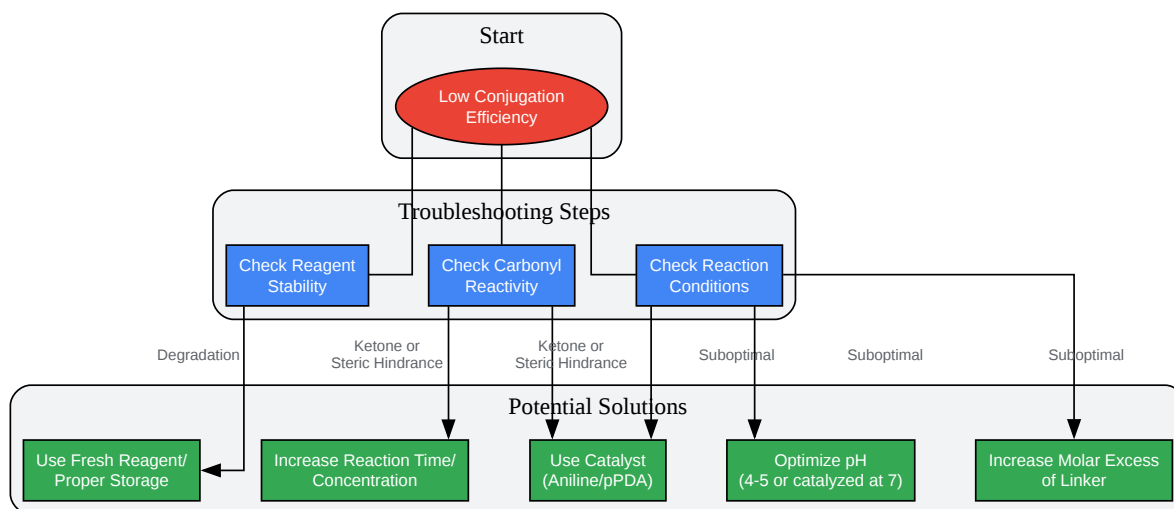 Start
Low Conjugation
Efficiency
Troubleshooting Steps
Check Reagent
Stability
Check Carbonyl
Reactivity
Check Reaction
Conditions
Degradation
Ketone or
Steric Hindrance
Ketone or
Steric Hindrance
Suboptimal
Suboptimal
Suboptimal
Potential Solutions
Use Fresh Reagent/
Proper Storage
Increase Reaction Time/
Concentration
Use Catalyst
(Aniline/pPDA)
Optimize pH
(4-5 or catalyzed at 7)
Increase Molar Excess
of Linker